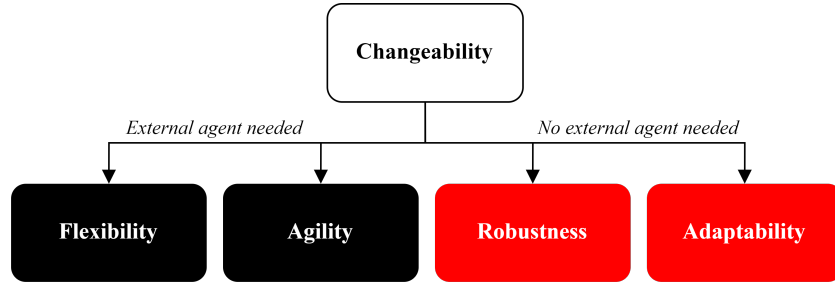 Changeability
External agent needed
No external agent needed
Flexibility
Agility
Robustness
Adaptability